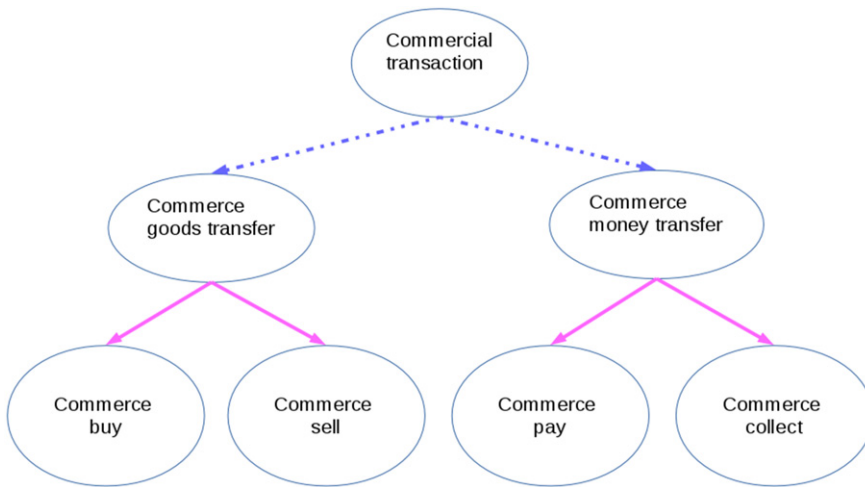 Commercial
transaction
Commerce
goods transfer
Commerce
money transfer
Commerce
buy
Commerce
sell
Commerce
pay
Commerce
collect